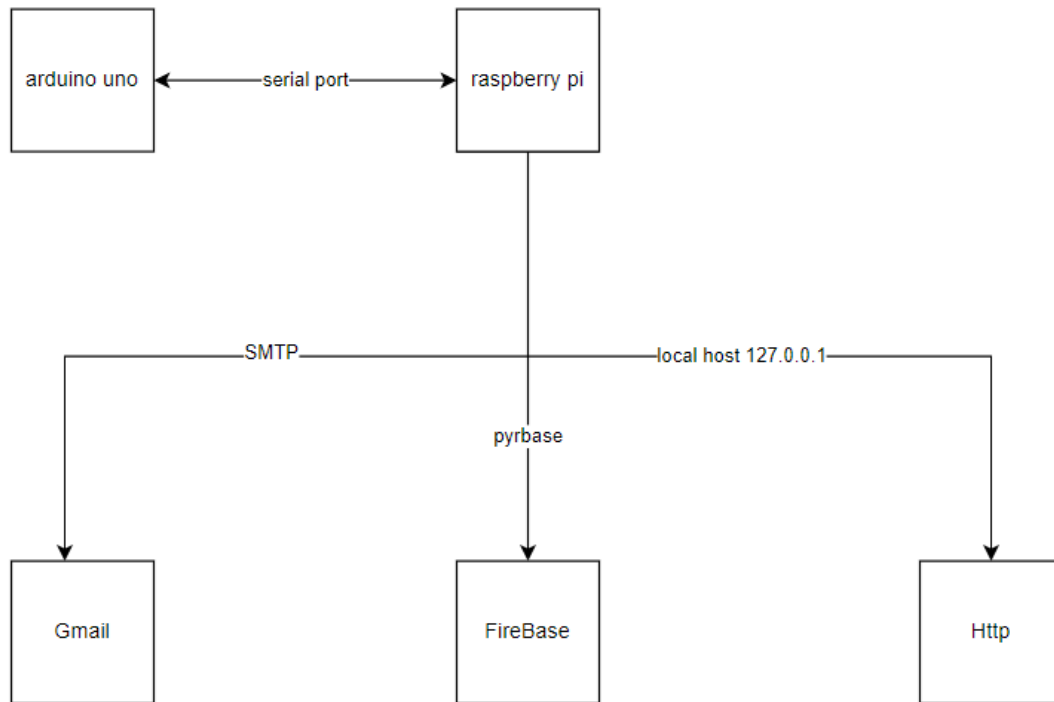 arduino uno
serial port
raspberry pi
SMTP
local host 127.0.0.1
pyrbase
Gmail
FireBase
Http